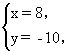 x=8,
y= -10,